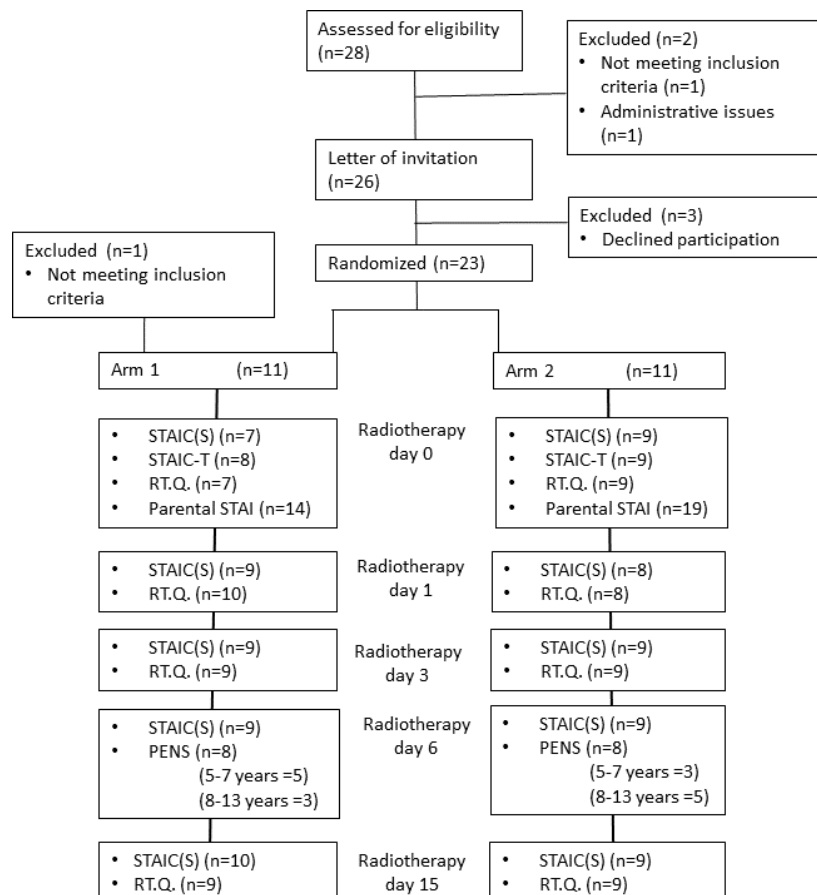 Assessed for eligibility
(n=28)
Excluded (n=2)
• Not meeting inclusion
criteria (n=1)
• Administrative issues
(n=1)
Letter of invitation
(n=26)
Excluded (n=3)
• Declined participation
Excluded (n=1)
• Not meeting inclusion
criteria
Randomized (n=23)
Arm 1 (n=11)
Arm 2 (n=11)
• STAIC(S) (n=7)
• STAIC-T (n=8)
• RT.Q. (n=7)
• Parental STAI (n=14)
Radiotherapy
day 0
• STAIC(S) (n=9)
• STAIC-T (n=9)
• RT.Q. (n=9)
• Parental STAI (n=19)
• STAIC(S) (n=9)
• RT.Q. (n=10)
Radiotherapy
day 1
• STAIC(S) (n=8)
• RT.Q. (n=8)
• STAIC(S) (n=9)
• RT.Q. (n=9)
Radiotherapy
day 3
• STAIC(S) (n=9)
• RT.Q. (n=9)
• STAIC(S) (n=9)
• PENS (n=8)
(5-7 years =5)
(8-13 years =3)
Radiotherapy
day 6
• STAIC(S) (n=9)
• PENS (n=8)
(5-7 years =3)
(8-13 years =5)
• STAIC(S) (n=10)
• RT.Q. (n=9)
Radiotherapy
day 15
• STAIC(S) (n=9)
• RT.Q. (n=9)